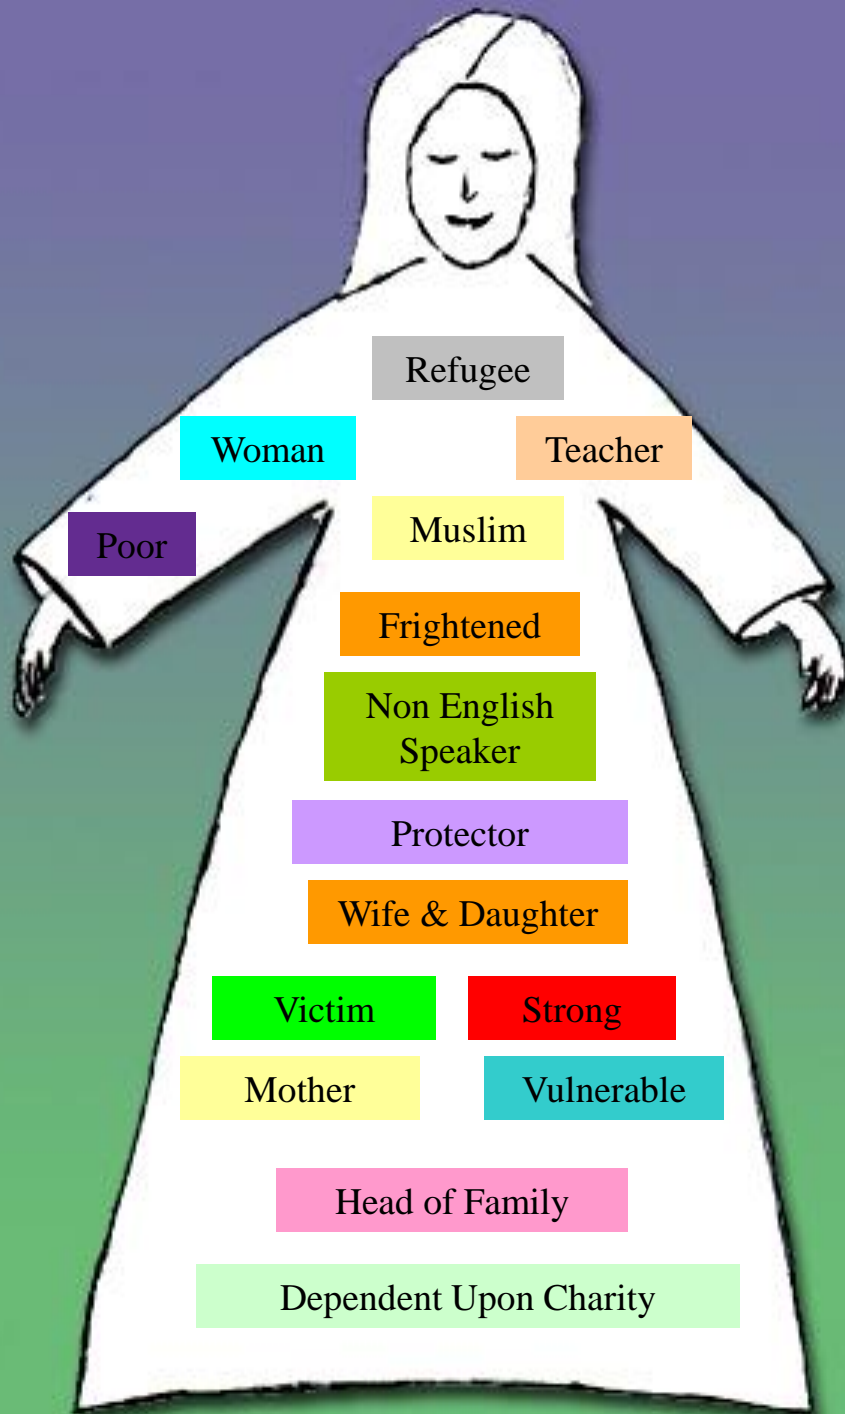 Refugee
Woman
Teacher
Muslim
Poor
Frightened
Non English
Speaker
Protector
Wife & Daughter
Victim
Strong
Mother
Vulnerable
Head of Family
Dependent Upon Charity